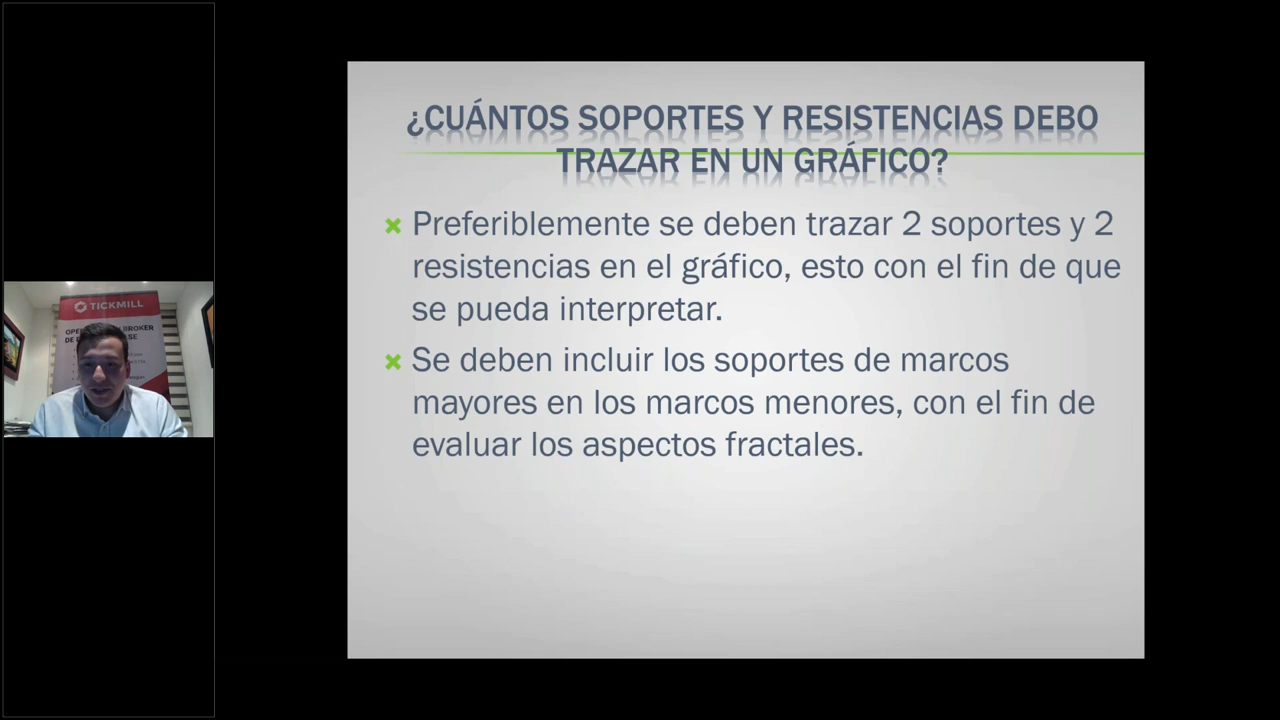 ¿CUÁNTOS SOPORTES Y RESISTENCIAS DEBO
TRAZAR EN UN GRÁFICO?
Preferiblemente se deben trazar 2 soportes y 2
resistencias en el gráfico, esto con el fin de que
se pueda interpretar.
Se deben incluir los soportes de marcos
mayores en los marcos menores, con el fin de
evaluar los aspectos fractales.
TICKMILL
BROKER